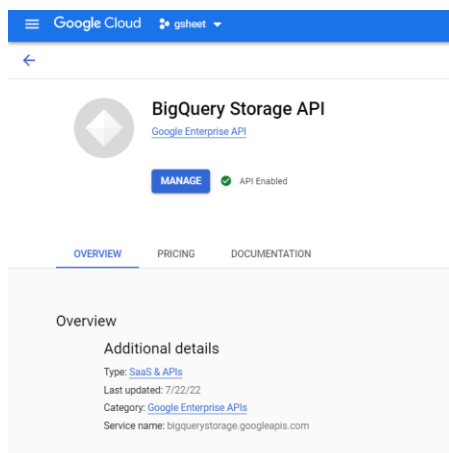 Google Cloud gsheet
BigQuery Storage API
Google Enterprise API
MANAGE API Enabled
OVERVIEW PRICING DOCUMENTATION
Overview
Additional details
Type: SaaS & APIs
Last updated: 7/22/22
Category: Google Enterprise APIs
Service name: bigquerystorage.googleapis.com